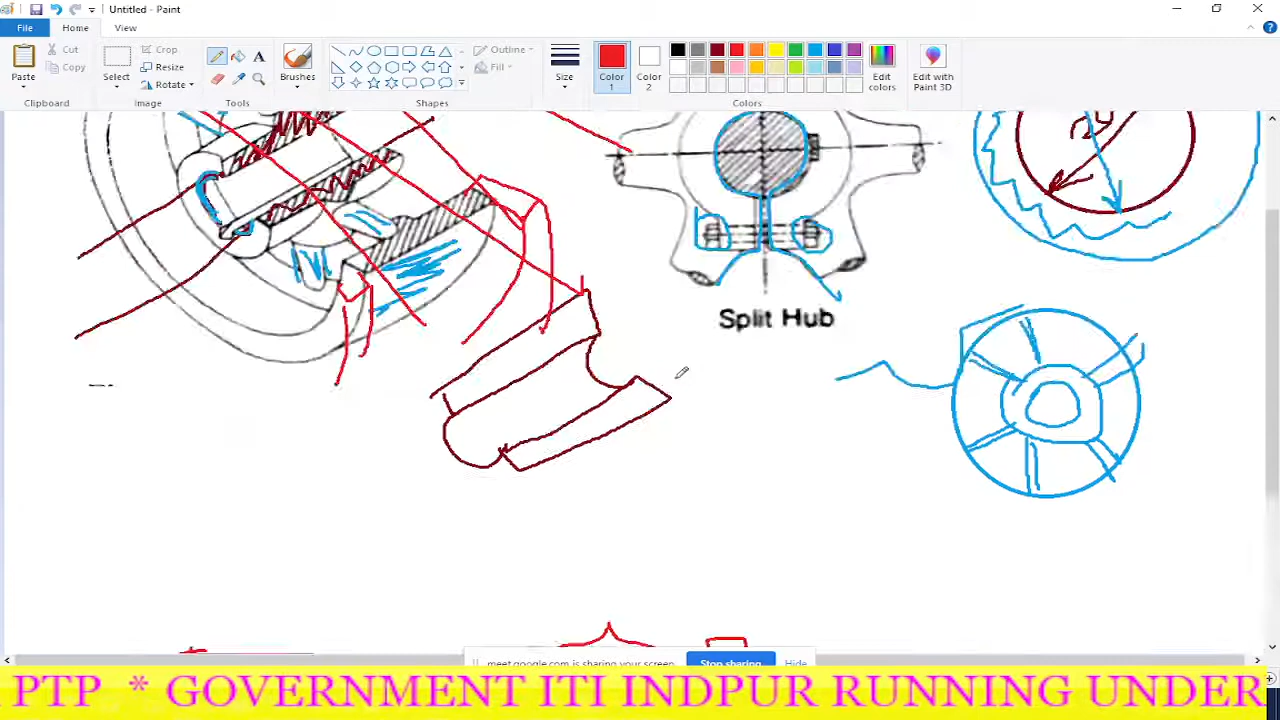 Untitled - Paint
File
Home
View
Paste
Cut
Copy
Clipboard
Select
Crop
Resize
Rotate
Image
Tools
Brushes
Shapes
Outline
Fill
Size
Color
1
Color
2
Edit
colors
Edit with
Paint 3D
Colors
Split Hub
meet.google.com is sharing your screen.
Stop sharing
Hide
PTP * GOVERNMENT ITI INDPUR RUNNING UNDER